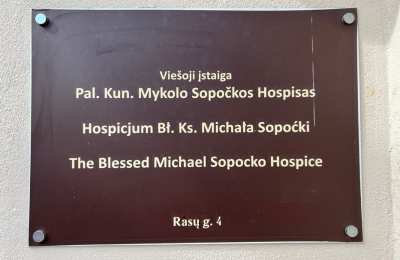 Viešoji įstaiga
Pal. Kun. Mykolo Sopočkos Hospisas
Hospicjum Bł. Ks. Michała Sopoćki
The Blessed Michael Sopocko Hospice
Rasų g. 4